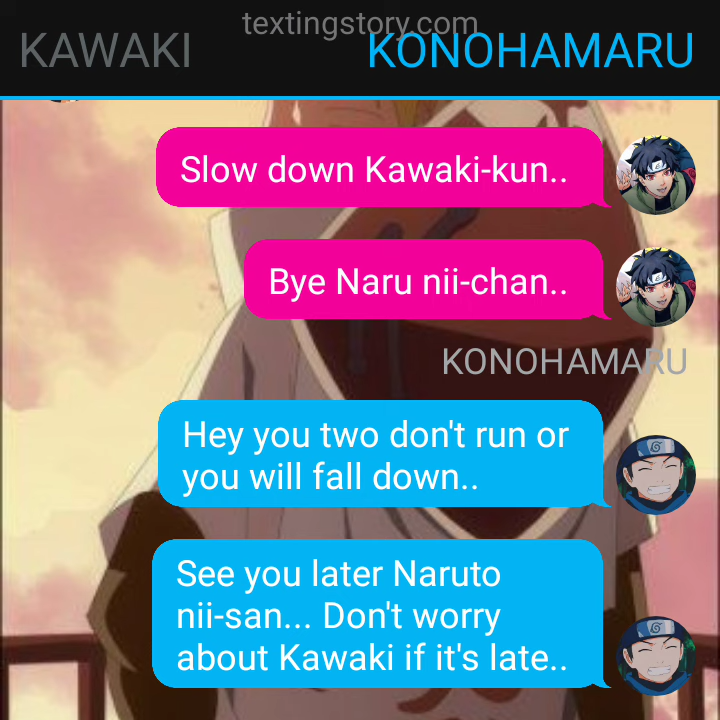 textingstory.com
KAWAKI
KONOHAMARU
Slow down Kawaki-kun..
Bye Naru nii-chan..
KONOHAMARU
Hey you two don't run or
you will fall down..
See you later Naruto
nii-san... Don't worry
about Kawaki if it's late..